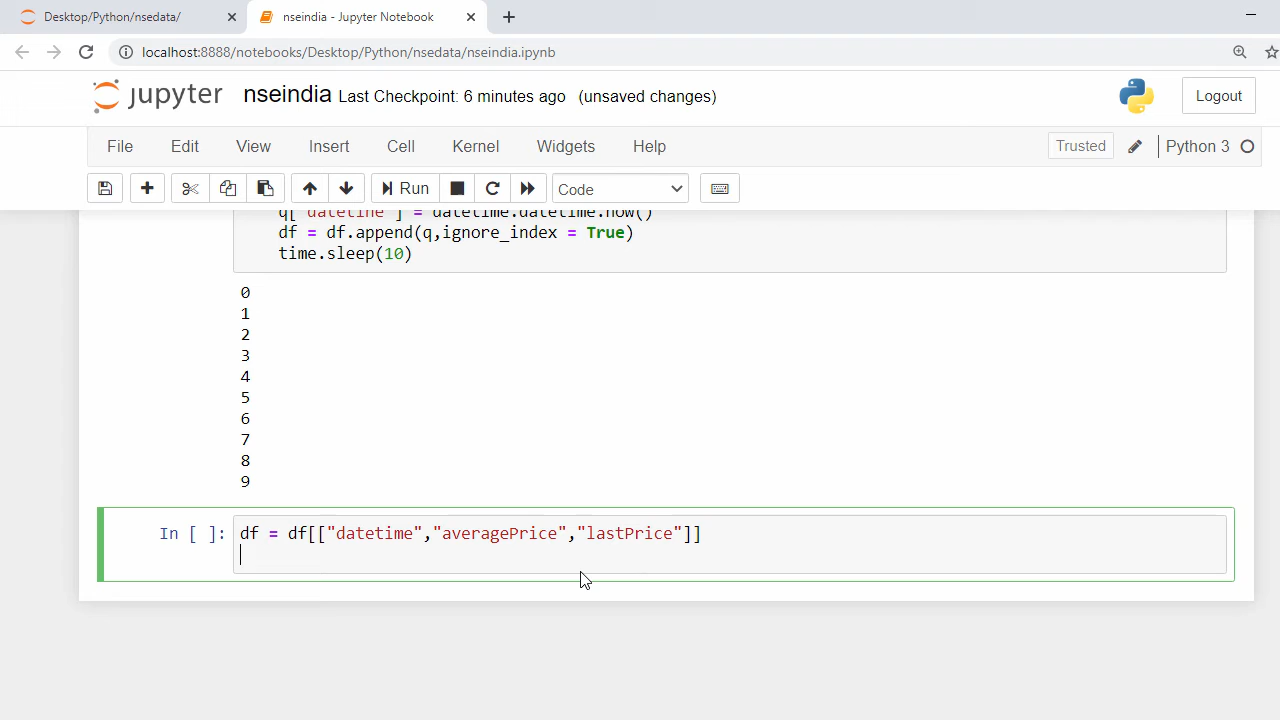 Desktop/Python/nsedata/
nseindia - Jupyter Notebook
localhost:8888/notebooks/Desktop/Python/nsedata/nseindia.ipynb
jupyter nseindia Last Checkpoint: 6 minutes ago (unsaved changes)
Logout
File Edit View Insert Cell Kernel Widgets Help
Trusted
Python 3
Run
Code
q["datetine"] = datetime.datetime.now()
df = df.append(q,ignore_index = True)
time.sleep(10)
0
1
2
3
4
5
6
7
8
9
In [ ]: df = df[["datetime","averagePrice","lastPrice"]]